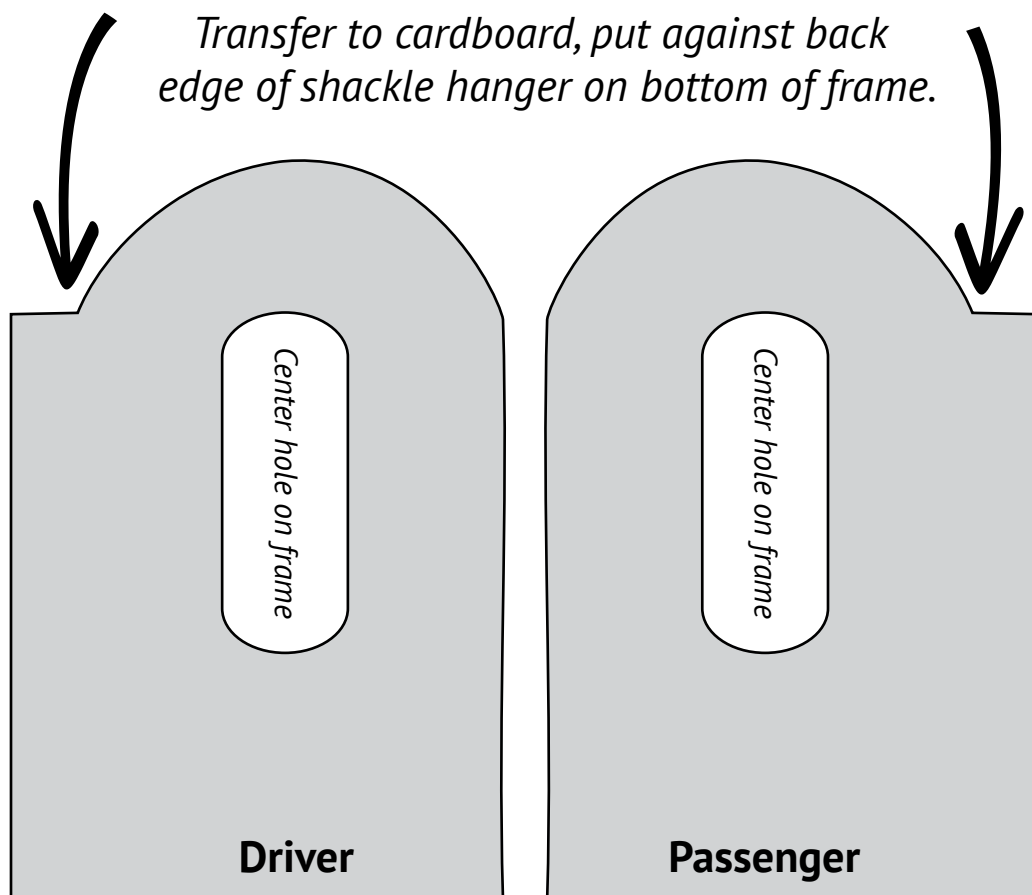 Transfer to cardboard, put against back
edge of shackle hanger on bottom of frame.
Center hole on frame
Center hole on frame
Driver
Passenger